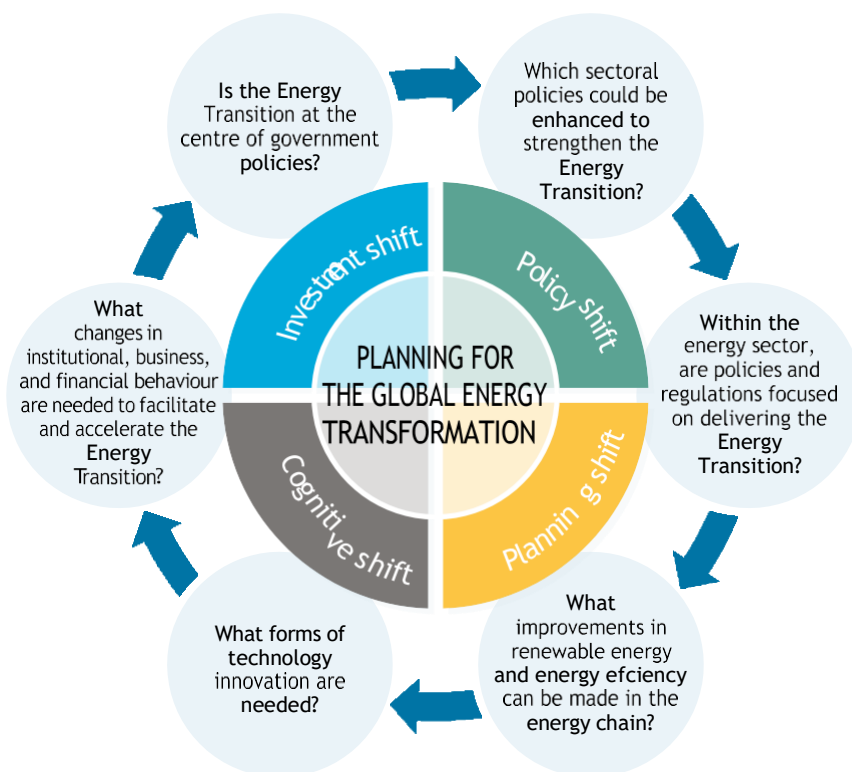 Is the Energy
Transition at the
centre of government
policies?
Which sectoral
policies could be
enhanced to
strengthen the
Energy
Transition?
Within the
energy sector,
are policies and
regulations focused
on delivering the
Energy
Transition?
What
improvements in
renewable energy
and energy efciency
can be made in the
energy chain?
What forms of
technology
innovation are
needed?
What
changes in
institutional, business,
and financial behaviour
are needed to facilitate
and accelerate the
Energy
Transition?
Investment shift
Policy shift
Planning shift
Cognitive shift
PLANNING FOR
THE GLOBAL ENERGY
TRANSFORMATION